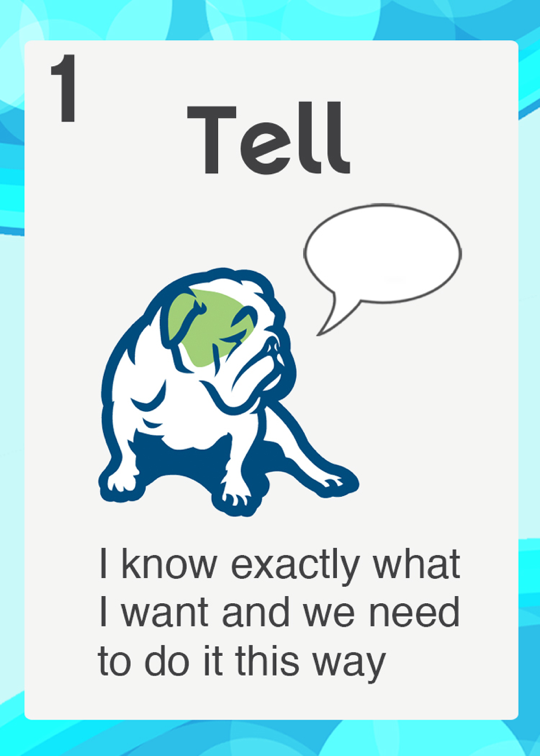 1
Tell
I know exactly what
I want and we need
to do it this way